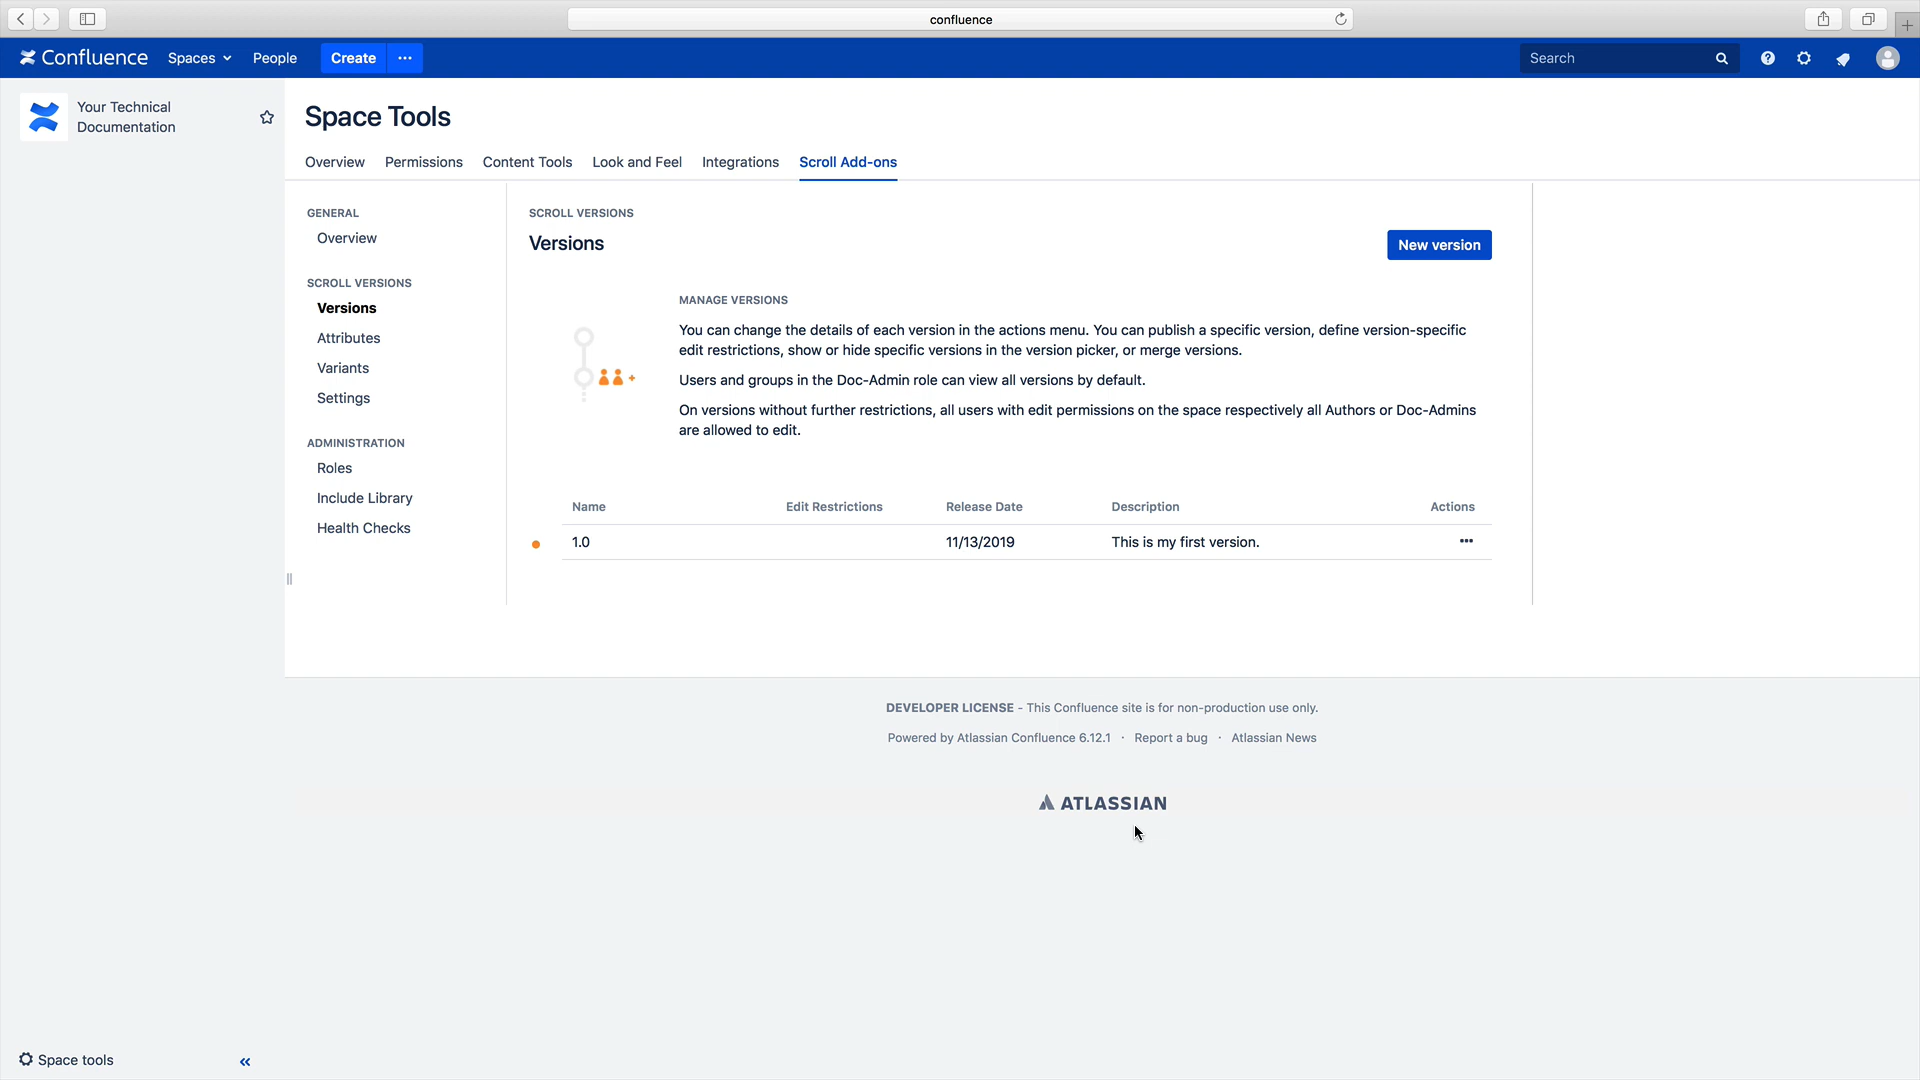 confluence
Confluence
Spaces
People
Create
Search
Your Technical
Documentation
Space Tools
Overview
Permissions
Content Tools
Look and Feel
Integrations
Scroll Add-ons
GENERAL
Overview
SCROLL VERSIONS
Versions
Attributes
Variants
Settings
ADMINISTRATION
Roles
Include Library
Health Checks
SCROLL VERSIONS
Versions
New version
MANAGE VERSIONS
You can change the details of each version in the actions menu. You can publish a specific version, define version-specific
edit restrictions, show or hide specific versions in the version picker, or merge versions.
Users and groups in the Doc-Admin role can view all versions by default.
On versions without further restrictions, all users with edit permissions on the space respectively all Authors or Doc-Admins
are allowed to edit.
Name Edit Restrictions Release Date Description Actions
1.0 11/13/2019 This is my first version.
DEVELOPER LICENSE - This Confluence site is for non-production use only.
Powered by Atlassian Confluence 6.12.1 · Report a bug · Atlassian News
ATLASSIAN
Space tools